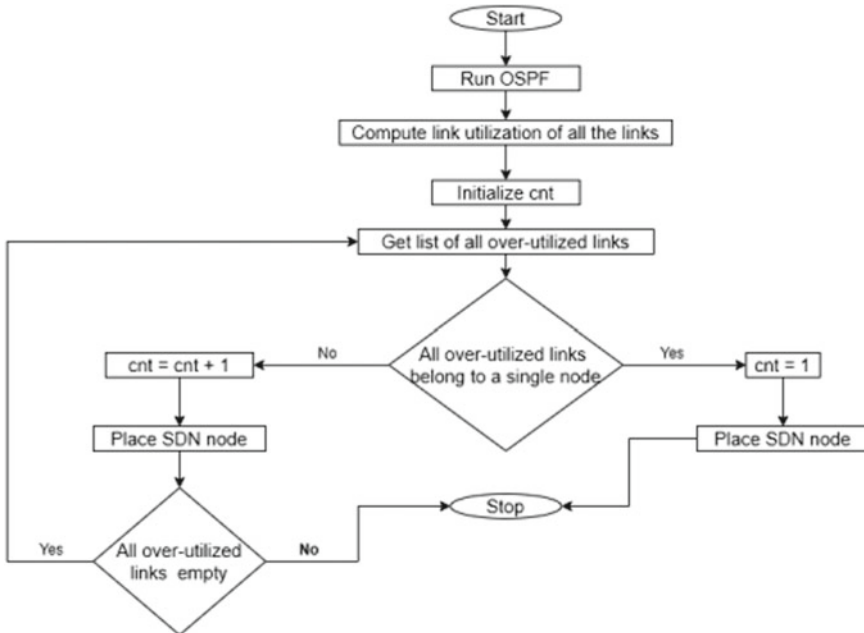 Start
Run OSPF
Compute link utilization of all the links
Initialize cnt
Get list of all over-utilized links
All over-utilized links
belong to a single node
No
Yes
cnt = cnt + 1
cnt = 1
Place SDN node
Place SDN node
All over-utilized
links empty
Yes
No
Stop